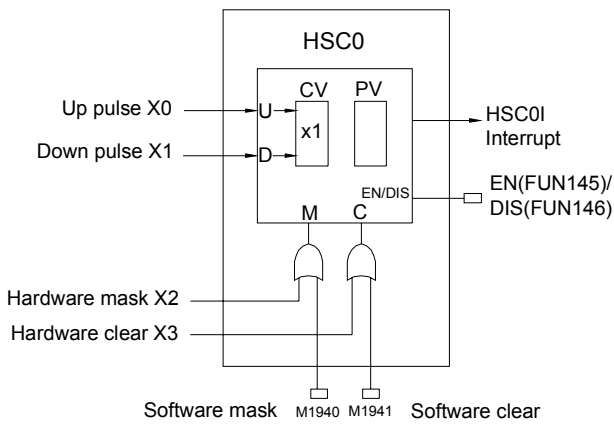 HSC0
CV PV
Up pulse X0
U
x1
HSC0I
Interrupt
Down pulse X1
D
EN/DIS
EN(FUN145)/
DIS(FUN146)
M C
Hardware mask X2
Hardware clear X3
Software mask M1940 M1941 Software clear